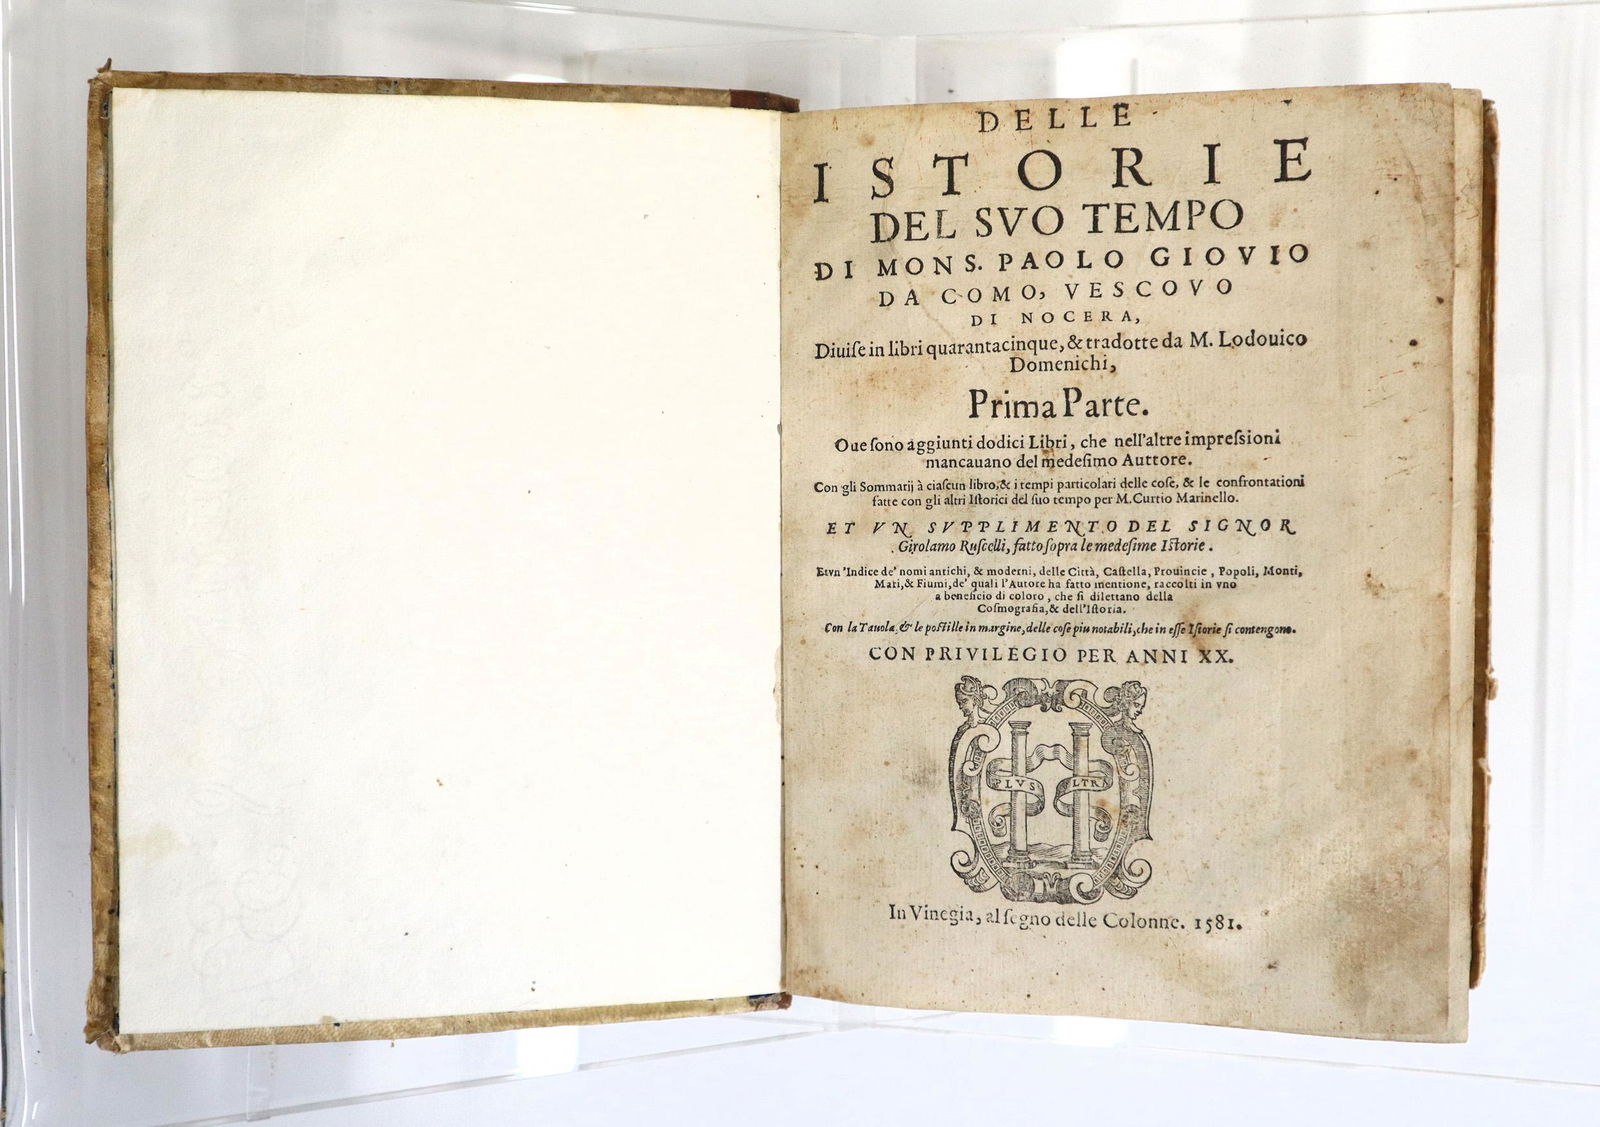 DELLE
ISTORIE
DEL SVO TEMPO
DI MONS. PAOLO GIOVIO
DA COMO, VESCOVO
DI NOCERA,
Diuiſe in libri quarantacinque, & tradotte da M. Lodouico
Domenichi,
Prima Parte.
Oue ſono aggiunti dodici Libri, che nell'altre impreſsioni
mancauano del medeſimo Auttore.
Con gli Sommarij à ciaſcun libro, & i tempi particolari delle coſe, & le confrontationi
fatte con gli altri Iſtorici del ſuo tempo per M. Curtio Marinello.
ET VN SVPPLIMENTO DEL SIGNOR
Girolamo Ruſcelli, fatto ſopra le medeſime Iſtorie.
Etvn'Indice de' nomi antichi, & moderni, delle Città, Caſtella, Prouincie, Popoli, Monti,
Mari, & Fiumi, de' quali l'Autore ha fatto mentione, raccolti in vno
a beneficio di coloro, che ſi dilettano della
Coſmografia, & dell'Iſtoria.
Con la Tauola, & le poſtille in margine, delle coſe piu notabili, che in eſſe Iſtorie ſi contengono.
CON PRIVILEGIO PER ANNI XX.
PLVS LTRA
In Vinegia, al ſegno delle Colonne. 1581.